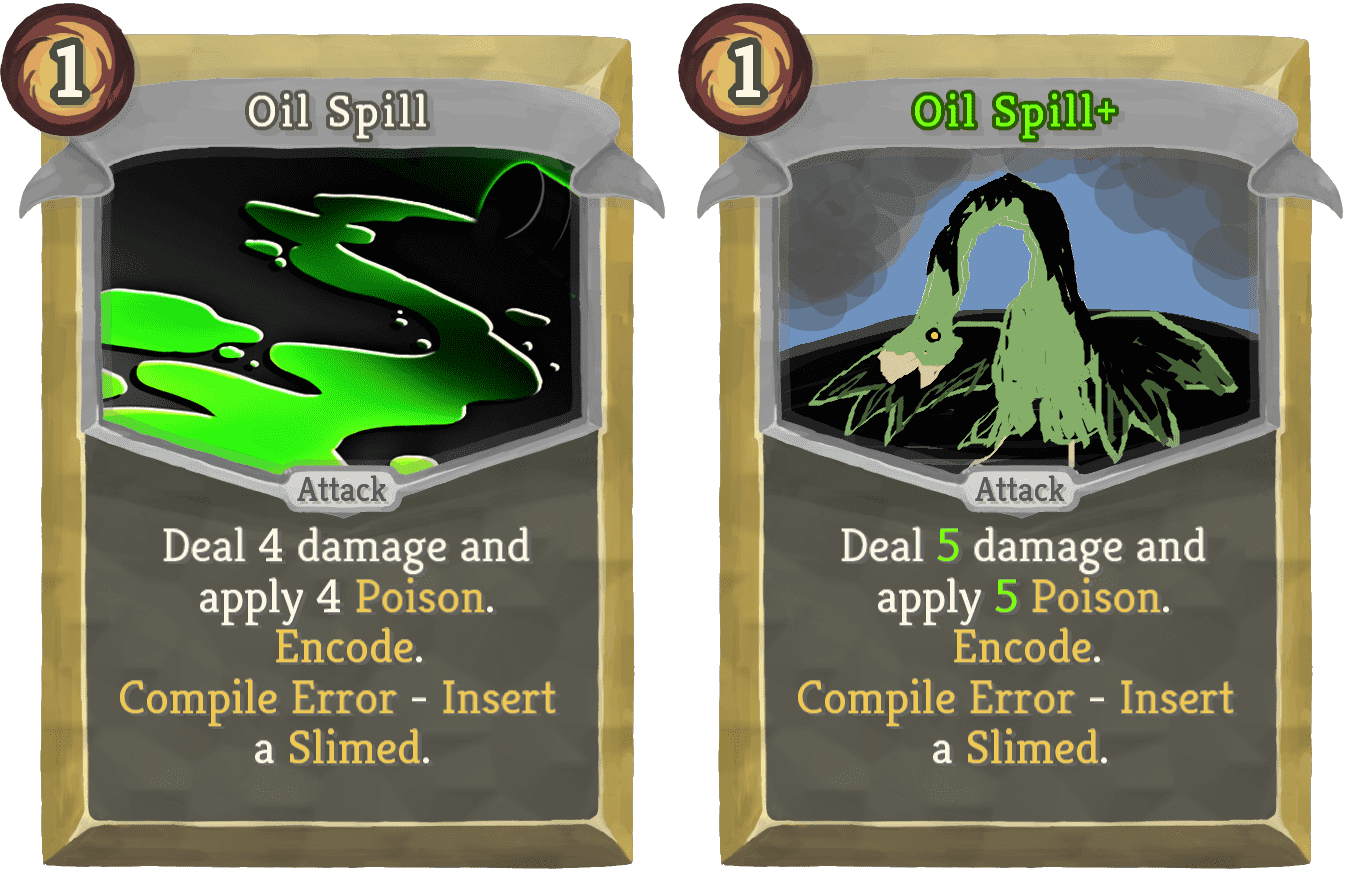 1
Oil Spill
Attack
Deal 4 damage and
apply 4 Poison.
Encode.
Compile Error - Insert
a Slimed.
1
Oil Spill+
Attack
Deal 5 damage and
apply 5 Poison.
Encode.
Compile Error - Insert
a Slimed.